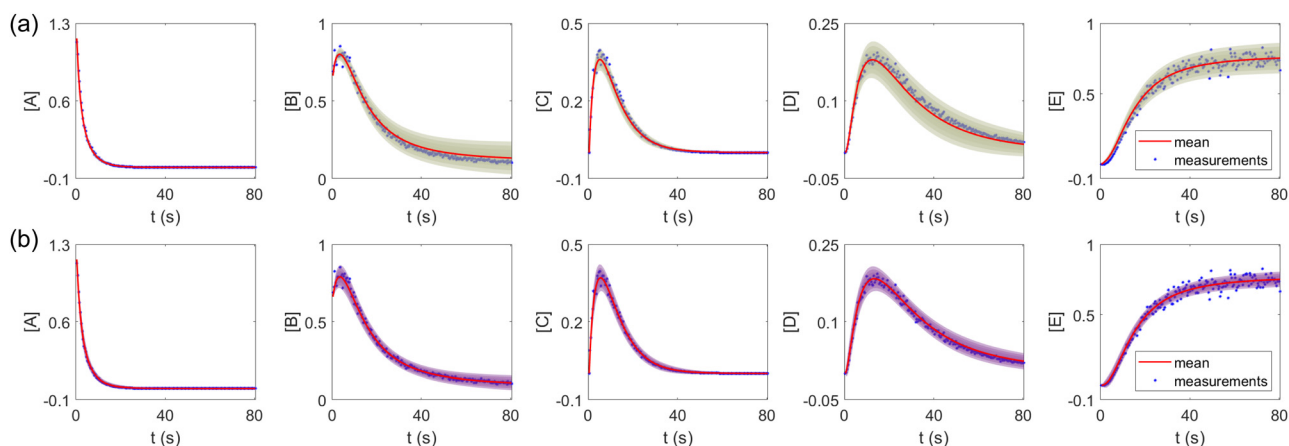 (a)
1.3
0.6
-0.1
[A]
0
40
80
t (s)
1
0.5
0
[B]
0
40
80
t (s)
0.5
0.2
-0.1
[C]
0
40
80
t (s)
0.25
0.1
-0.05
[D]
0
40
80
t (s)
1
0.5
-0.1
[E]
mean
measurements
0
40
80
t (s)
(b)
1.3
0.6
-0.1
[A]
0
40
80
t (s)
1
0.5
0
[B]
0
40
80
t (s)
0.5
0.2
-0.1
[C]
0
40
80
t (s)
0.25
0.1
-0.05
[D]
0
40
80
t (s)
1
0.5
-0.1
[E]
mean
measurements
0
40
80
t (s)